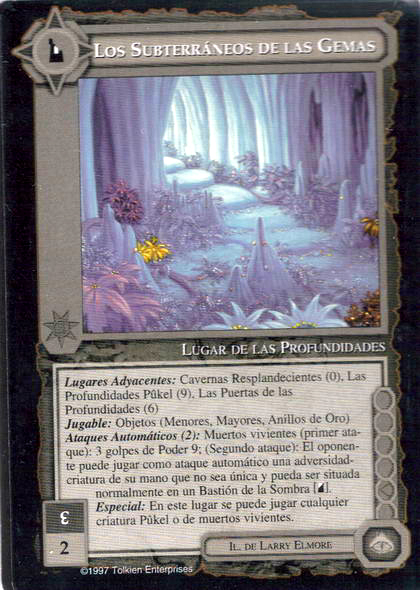 Los Subterráneos de las Gemas
Lugar de las Profundidades
Lugares Adyacentes: Cavernas Resplandecientes (0), Las
Profundidades Pûkel (9), Las Puertas de las
Profundidades (6)
Jugable: Objetos (Menores, Mayores, Anillos de Oro)
Ataques Automáticos (2): Muertos vivientes (primer ata-
que): 3 golpes de Poder 9; (Segundo ataque): El oponen-
te puede jugar como ataque automático una adversidad-
criatura de su mano que no sea única y pueda ser situada
normalmente en un Bastión de la Sombra [ ].
Especial: En este lugar se puede jugar cualquier
criatura Pûkel o de muertos vivientes.
2
Il. de Larry Elmore
©1997 Tolkien Enterprises